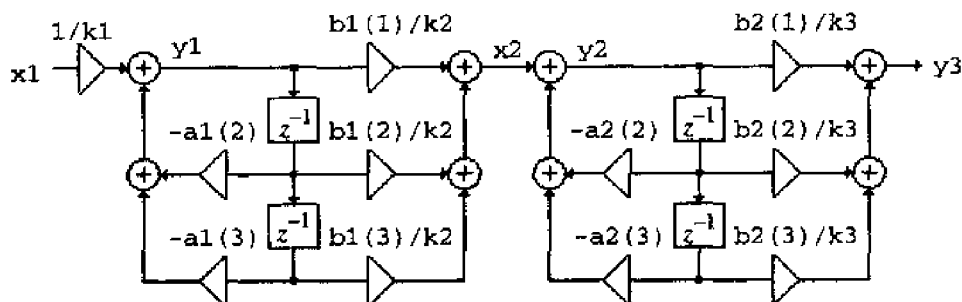 1/k1 b1(1)/k2 b2(1)/k3
x1 + y1 + x2 + y2 + y3
-a1(2) z⁻¹ b1(2)/k2 -a2(2) z⁻¹ b2(2)/k3
+ + + +
-a1(3) z⁻¹ b1(3)/k2 -a2(3) z⁻¹ b2(3)/k3